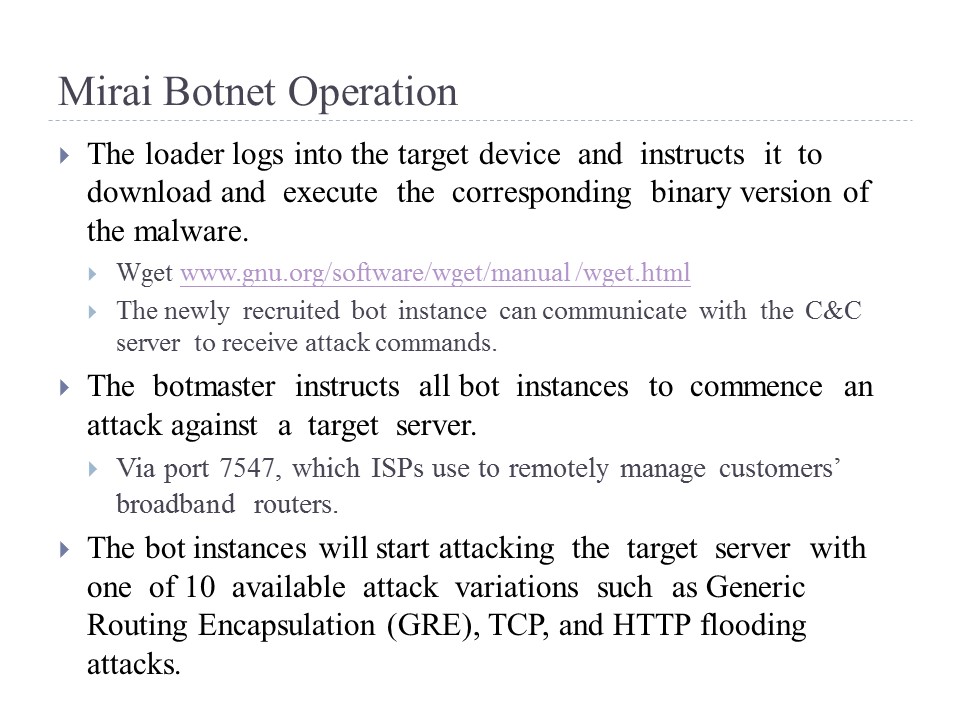 Mirai Botnet Operation
The loader logs into the target device and instructs it to
download and execute the corresponding binary version of
the malware.
Wget www.gnu.org/software/wget/manual /wget.html
The newly recruited bot instance can communicate with the C&C
server to receive attack commands.
The botmaster instructs all bot instances to commence an
attack against a target server.
Via port 7547, which ISPs use to remotely manage customers’
broadband routers.
The bot instances will start attacking the target server with
one of 10 available attack variations such as Generic
Routing Encapsulation (GRE), TCP, and HTTP flooding
attacks.